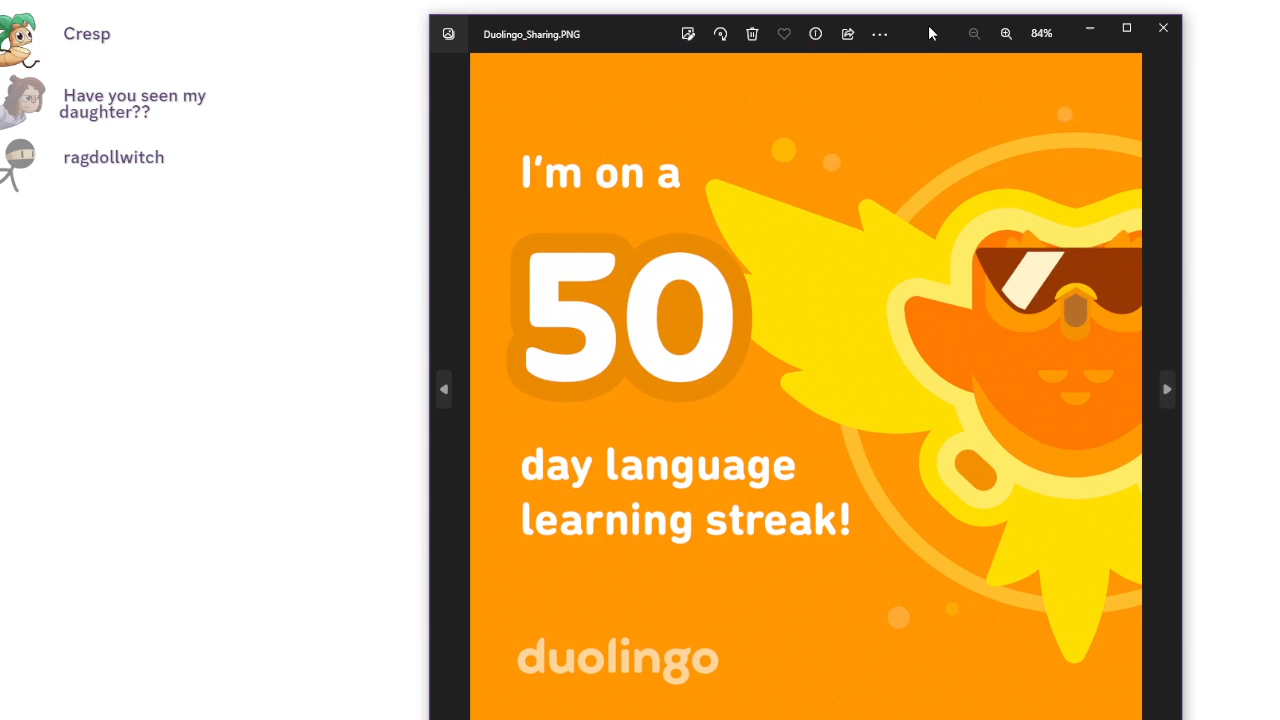 Cresp
Have you seen my
daughter??
ragdollwitch
Duolingo_Sharing.PNG
84%
I'm on a
50
day language
learning streak!
duolingo